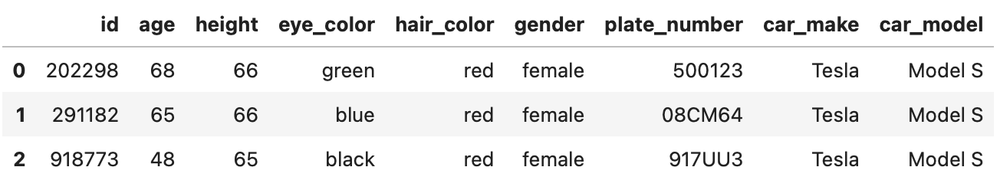 id age height eye_color hair_color gender plate_number car_make car_model
0 202298 68 66 green red female 500123 Tesla Model S
1 291182 65 66 blue red female 08CM64 Tesla Model S
2 918773 48 65 black red female 917UU3 Tesla Model S